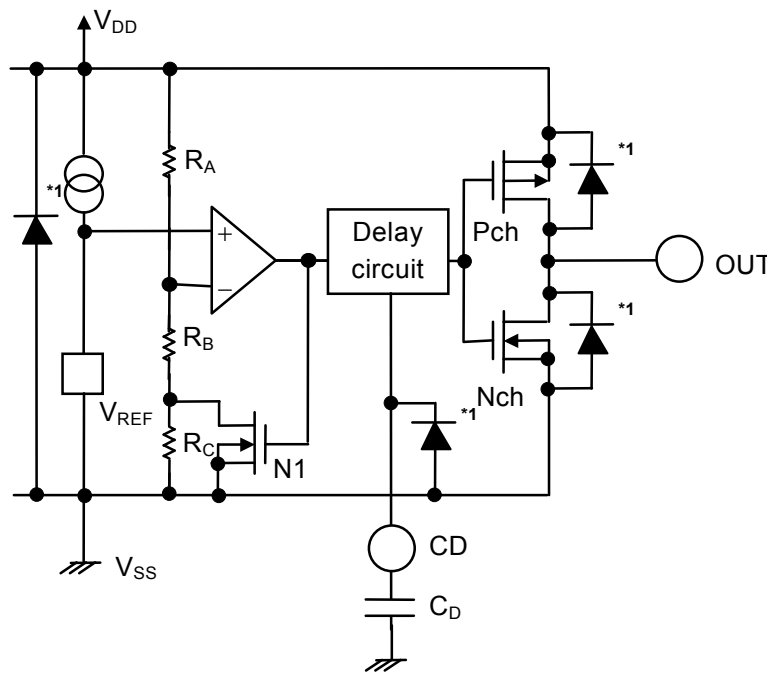 VDD
RA
*1
*1
+
−
Delay
circuit
Pch
OUT
*1
RB
VREF
*1
Nch
RC
N1
CD
VSS
CD